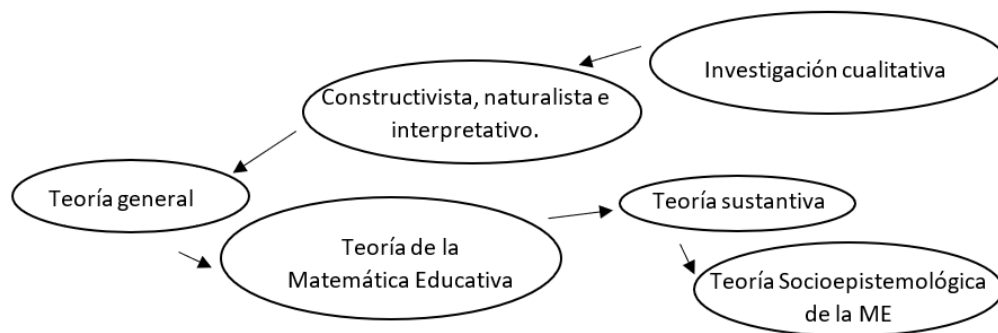 Investigación cualitativa
Constructivista, naturalista e
interpretativo.
Teoría general
Teoría de la
Matemática Educativa
Teoría sustantiva
Teoría Socioepistemológica
de la ME